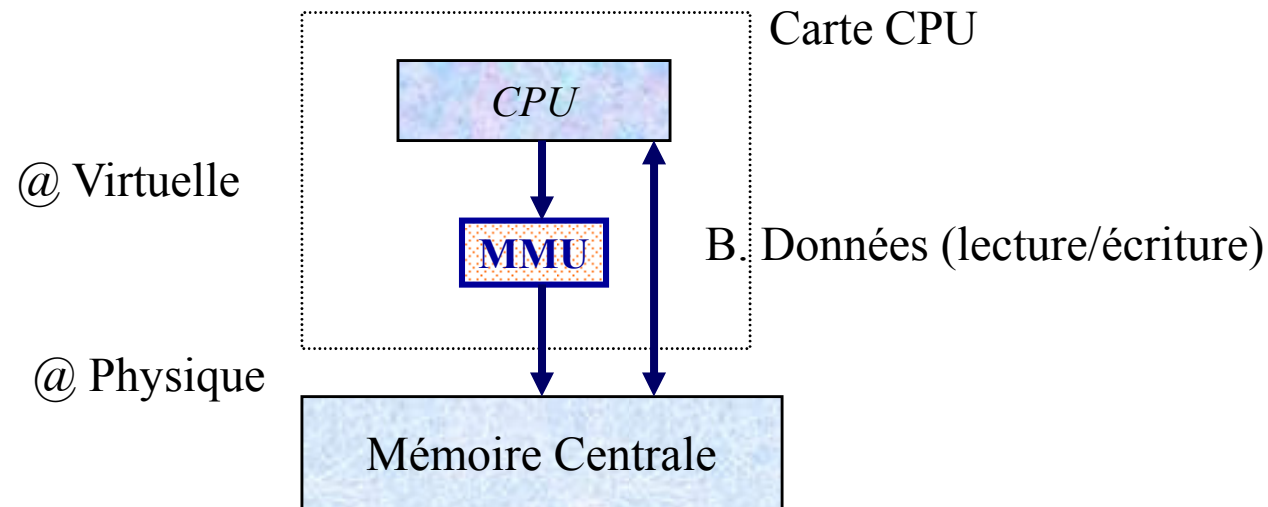 Carte CPU
CPU
@ Virtuelle
MMU
B. Données (lecture/écriture)
@ Physique
Mémoire Centrale